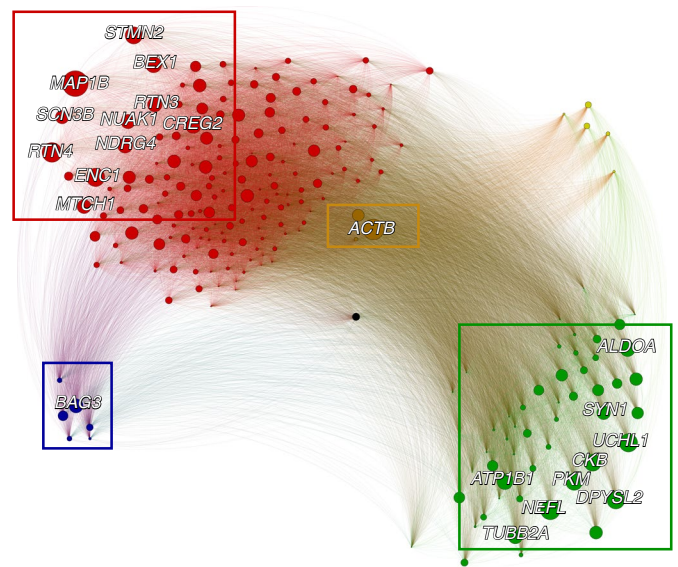 STMN2
BEX1
MAP1B
RTN3
SCN3B
NUAK1
CREG2
NDRG4
RTN4
ENC1
MTCH1
ACTB
BAG3
ALDOA
SYN1
UCHL1
CKB
ATP1B1
PKM
DPYSL2
NEFL
TUBB2A